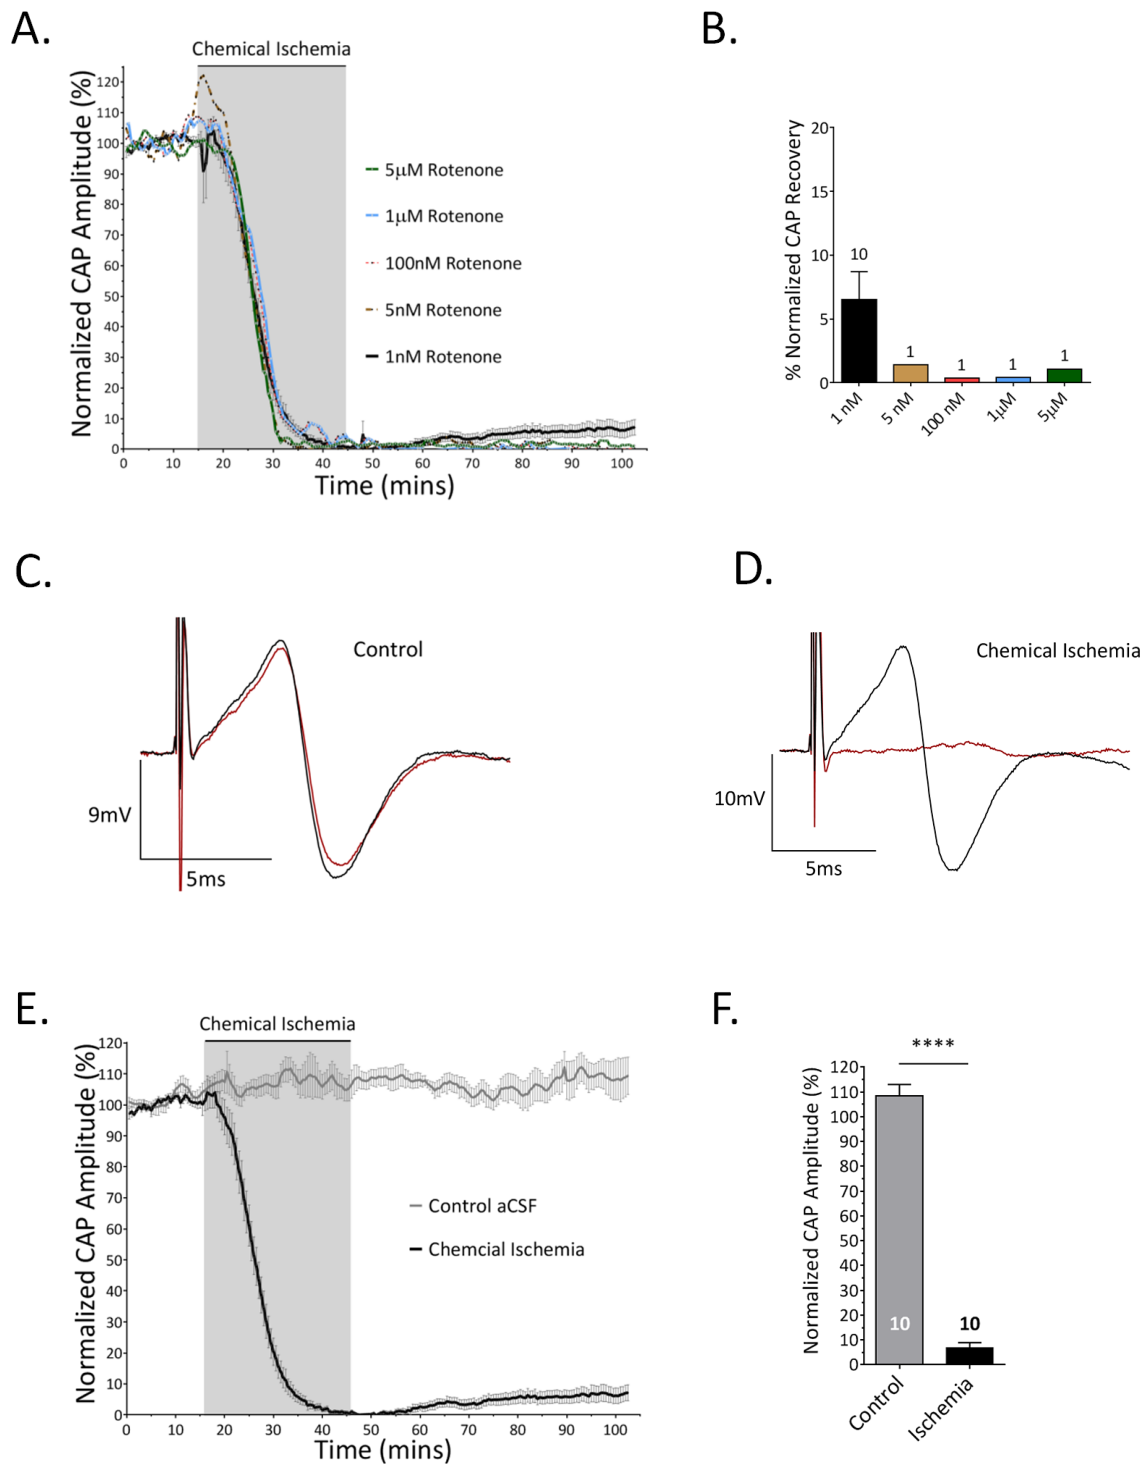 A.
Chemical Ischemia
Normalized CAP Amplitude (%)
120
110
100
90
80
70
60
50
40
30
20
10
0
0 10 20 30 40 50 60 70 80 90 100
Time (mins)
5μM Rotenone
1μM Rotenone
100nM Rotenone
5nM Rotenone
1nM Rotenone
B.
% Normalized CAP Recovery
20
15
10
5
0
10
1
1
1
1
1 nM
5 nM
100 nM
1μM
5μM
C.
Control
9mV
5ms
D.
Chemical Ischemia
10mV
5ms
E.
Chemical Ischemia
Normalized CAP Amplitude (%)
120
110
100
90
80
70
60
50
40
30
20
10
0
0 10 20 30 40 50 60 70 80 90 100
Time (mins)
Control aCSF
Chemcial Ischemia
F.
****
Normalized CAP Amplitude (%)
120
110
100
90
80
70
60
50
40
30
20
10
0
10
10
Control
Ischemia